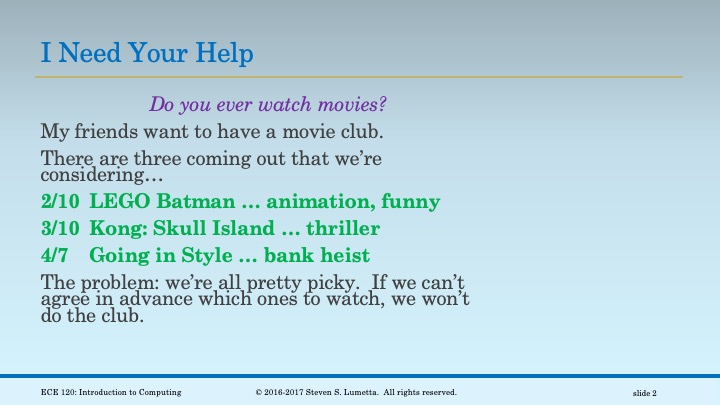 I Need Your Help
Do you ever watch movies?
My friends want to have a movie club.
There are three coming out that we’re
considering…
2/10 LEGO Batman … animation, funny
3/10 Kong: Skull Island … thriller
4/7 Going in Style … bank heist
The problem: we’re all pretty picky. If we can’t
agree in advance which ones to watch, we won’t
do the club.
ECE 120: Introduction to Computing
© 2016-2017 Steven S. Lumetta. All rights reserved.
slide 2